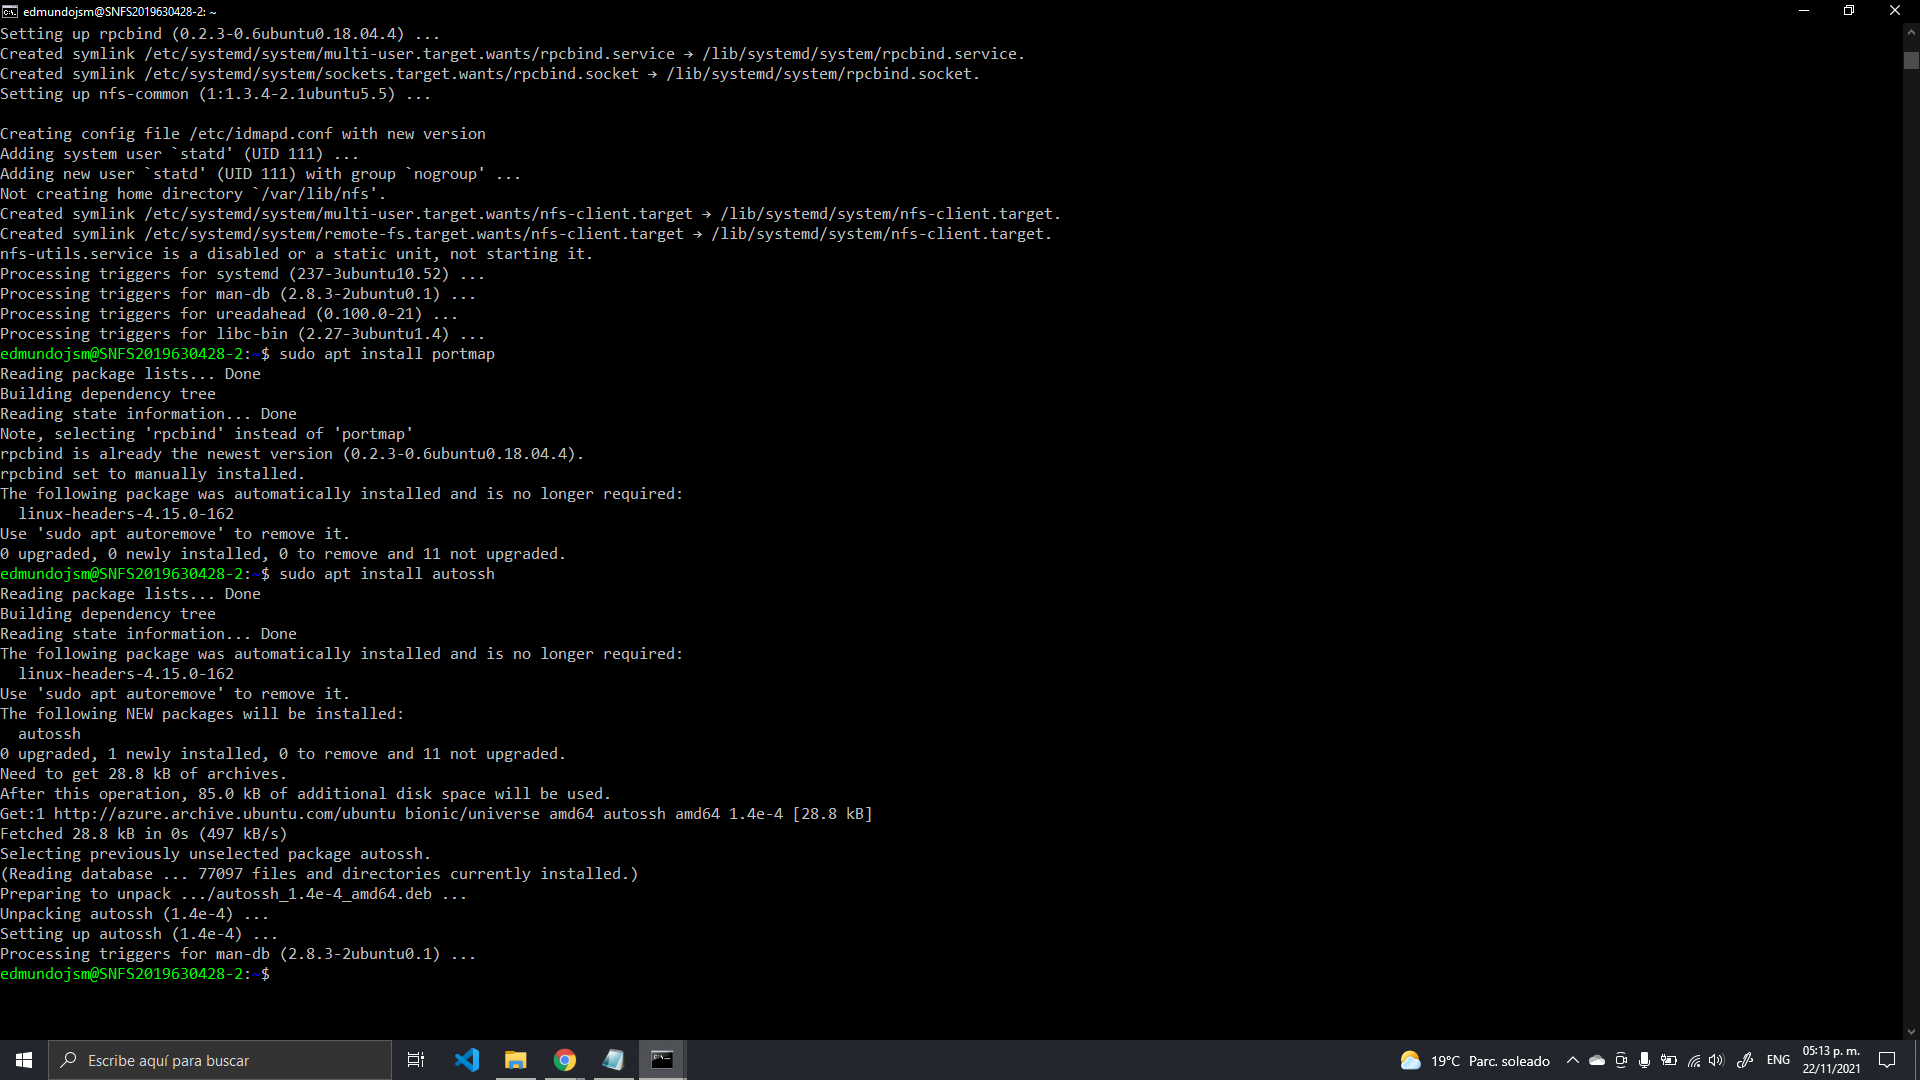 edmundojsm@SNFS2019630428-2: ~
Setting up rpcbind (0.2.3-0.6ubuntu0.18.04.4) ...
Created symlink /etc/systemd/system/multi-user.target.wants/rpcbind.service → /lib/systemd/system/rpcbind.service.
Created symlink /etc/systemd/system/sockets.target.wants/rpcbind.socket → /lib/systemd/system/rpcbind.socket.
Setting up nfs-common (1:1.3.4-2.1ubuntu5.5) ...
Creating config file /etc/idmapd.conf with new version
Adding system user `statd' (UID 111) ...
Adding new user `statd' (UID 111) with group `nogroup' ...
Not creating home directory `/var/lib/nfs'.
Created symlink /etc/systemd/system/multi-user.target.wants/nfs-client.target → /lib/systemd/system/nfs-client.target.
Created symlink /etc/systemd/system/remote-fs.target.wants/nfs-client.target → /lib/systemd/system/nfs-client.target.
nfs-utils.service is a disabled or a static unit, not starting it.
Processing triggers for systemd (237-3ubuntu10.52) ...
Processing triggers for man-db (2.8.3-2ubuntu0.1) ...
Processing triggers for ureadahead (0.100.0-21) ...
Processing triggers for libc-bin (2.27-3ubuntu1.4) ...
edmundojsm@SNFS2019630428-2:~$ sudo apt install portmap
Reading package lists... Done
Building dependency tree
Reading state information... Done
Note, selecting 'rpcbind' instead of 'portmap'
rpcbind is already the newest version (0.2.3-0.6ubuntu0.18.04.4).
rpcbind set to manually installed.
The following package was automatically installed and is no longer required:
  linux-headers-4.15.0-162
Use 'sudo apt autoremove' to remove it.
0 upgraded, 0 newly installed, 0 to remove and 11 not upgraded.
edmundojsm@SNFS2019630428-2:~$ sudo apt install autossh
Reading package lists... Done
Building dependency tree
Reading state information... Done
The following package was automatically installed and is no longer required:
  linux-headers-4.15.0-162
Use 'sudo apt autoremove' to remove it.
The following NEW packages will be installed:
  autossh
0 upgraded, 1 newly installed, 0 to remove and 11 not upgraded.
Need to get 28.8 kB of archives.
After this operation, 85.0 kB of additional disk space will be used.
Get:1 http://azure.archive.ubuntu.com/ubuntu bionic/universe amd64 autossh amd64 1.4e-4 [28.8 kB]
Fetched 28.8 kB in 0s (497 kB/s)
Selecting previously unselected package autossh.
(Reading database ... 77097 files and directories currently installed.)
Preparing to unpack .../autossh_1.4e-4_amd64.deb ...
Unpacking autossh (1.4e-4) ...
Setting up autossh (1.4e-4) ...
Processing triggers for man-db (2.8.3-2ubuntu0.1) ...
edmundojsm@SNFS2019630428-2:~$
Escribe aquí para buscar
19°C Parc. soleado
ENG
05:13 p. m.
22/11/2021